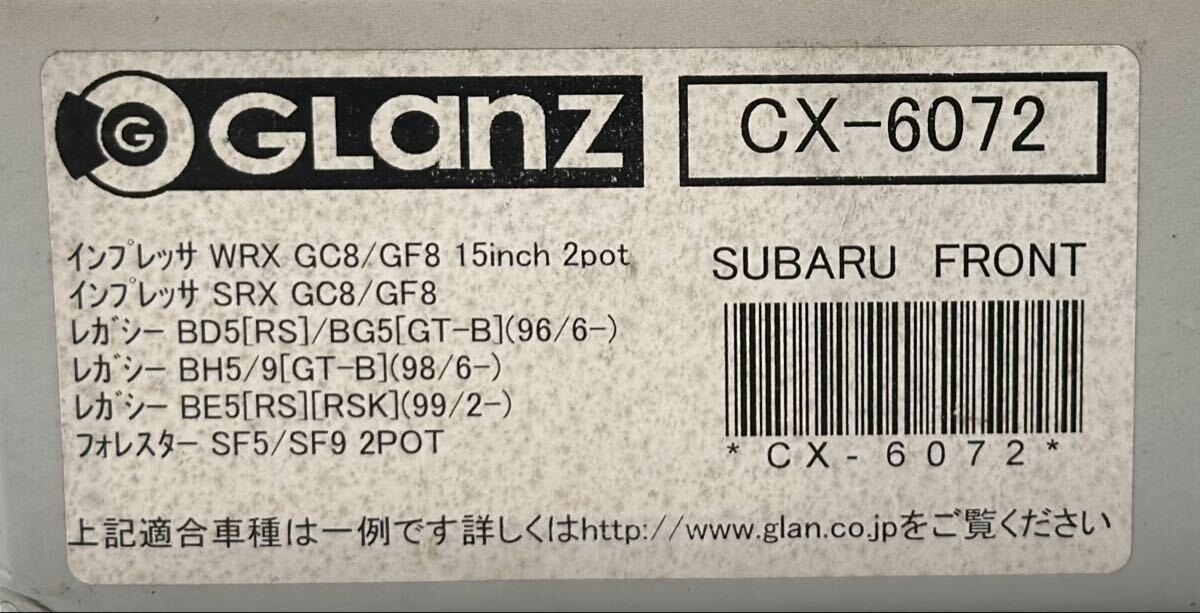 G GLanz
CX-6072
SUBARU FRONT
ｲﾝﾌﾟﾚｯｻ WRX GC8/GF8 15inch 2pot
ｲﾝﾌﾟﾚｯｻ SRX GC8/GF8
ﾚｶﾞｼｰ BD5[RS]/BG5[GT-B](96/6-)
ﾚｶﾞｼｰ BH5/9[GT-B](98/6-)
ﾚｶﾞｼｰ BE5[RS][RSK](99/2-)
ﾌｫﾚｽﾀｰ SF5/SF9 2POT
*CX-6072*
上記適合車種は一例です詳しくはhttp://www.glan.co.jpをご覧ください